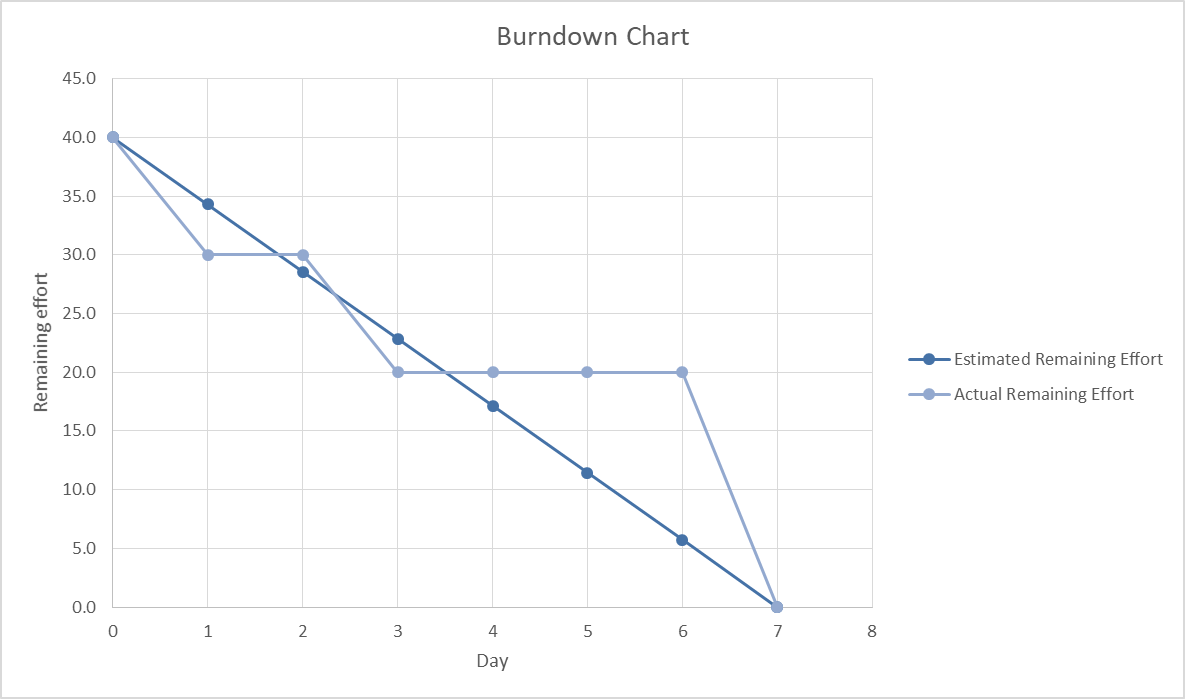 Burndown Chart
45.0
40.0
35.0
30.0
25.0
20.0
15.0
10.0
5.0
0.0
Remaining effort
0 1 2 3 4 5 6 7 8
Day
Estimated Remaining Effort
Actual Remaining Effort